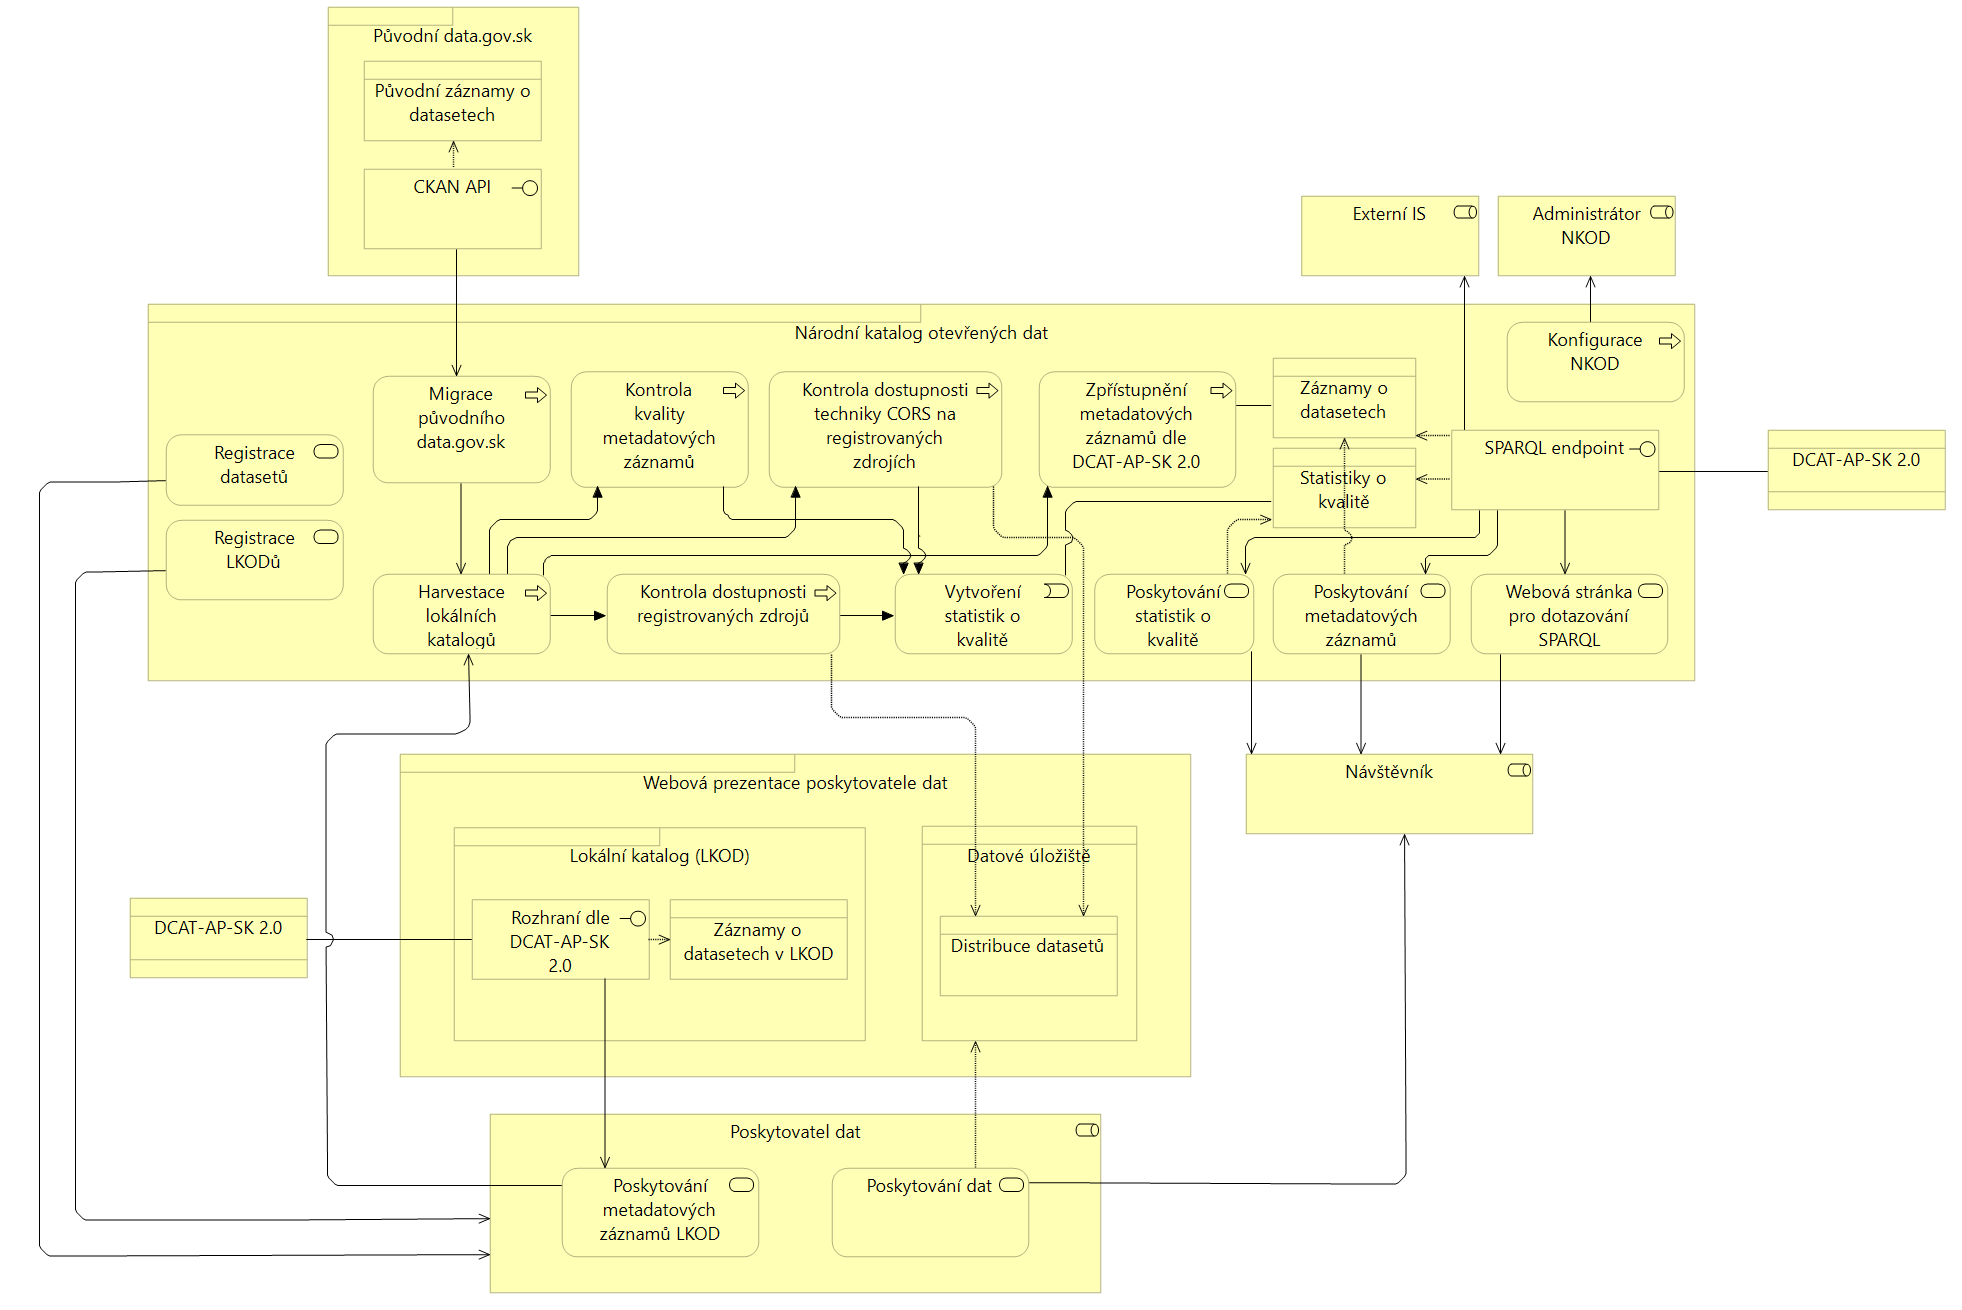 Původní data.gov.sk
Původní záznamy o
datasetech
CKAN API
Externí IS
Administrátor
NKOD
Národní katalog otevřených dat
Konfigurace
NKOD
Migrace
původního
data.gov.sk
Kontrola
kvality
metadatových
záznamů
Kontrola dostupnosti
techniky CORS na
registrovaných
zdrojích
Zpřístupnění
metadatových
záznamů dle
DCAT-AP-SK 2.0
Záznamy o
datasetech
Registrace
datasetů
SPARQL endpoint
DCAT-AP-SK 2.0
Statistiky o
kvalitě
Registrace
LKODů
Harvestace
lokálních
katalogů
Kontrola dostupnosti
registrovaných zdrojů
Vytvoření
statistik o
kvalitě
Poskytování
statistik o
kvalitě
Poskytování
metadatových
záznamů
Webová stránka
pro dotazování
SPARQL
Webová prezentace poskytovatele dat
Návštěvník
Lokální katalog (LKOD)
Datové úložiště
DCAT-AP-SK 2.0
Rozhraní dle
DCAT-AP-SK
2.0
Záznamy o
datasetech v LKOD
Distribuce datasetů
Poskytovatel dat
Poskytování
metadatových
záznamů LKOD
Poskytování dat